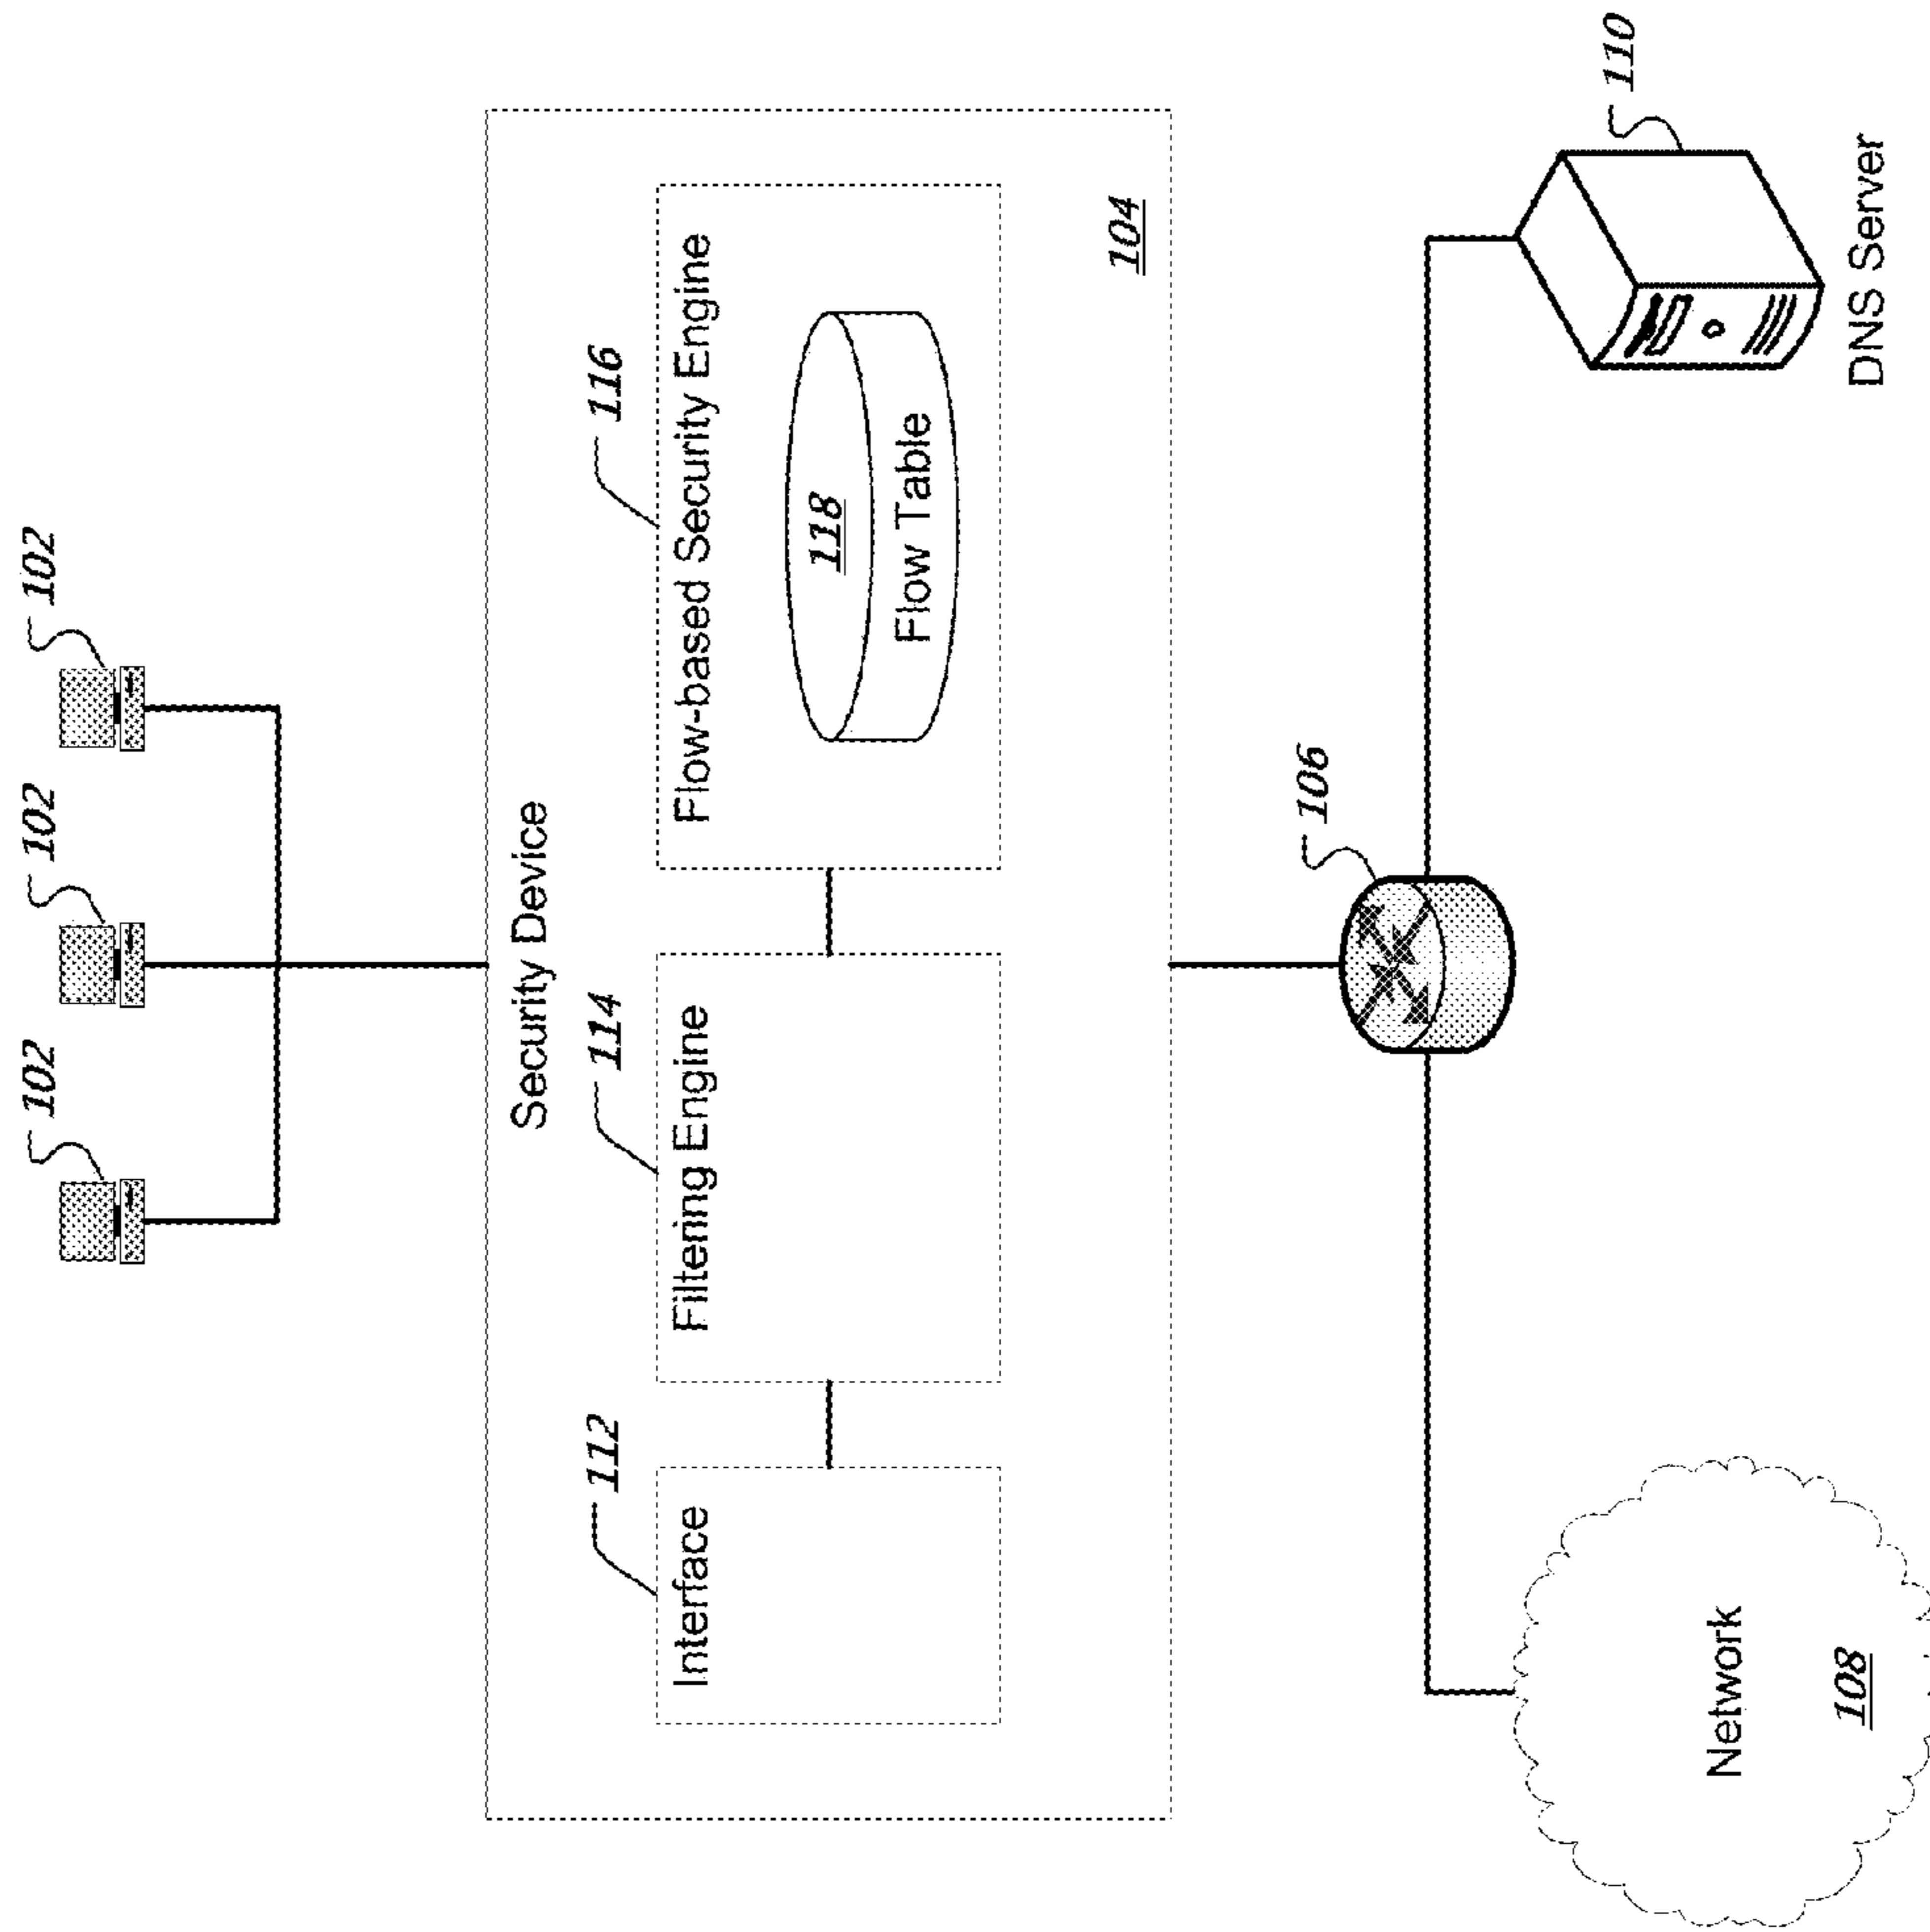 102
102
102
Security Device
112
114
116
Interface
Filtering Engine
Flow-based Security Engine
118
Flow Table
104
106
110
Network
108
DNS Server